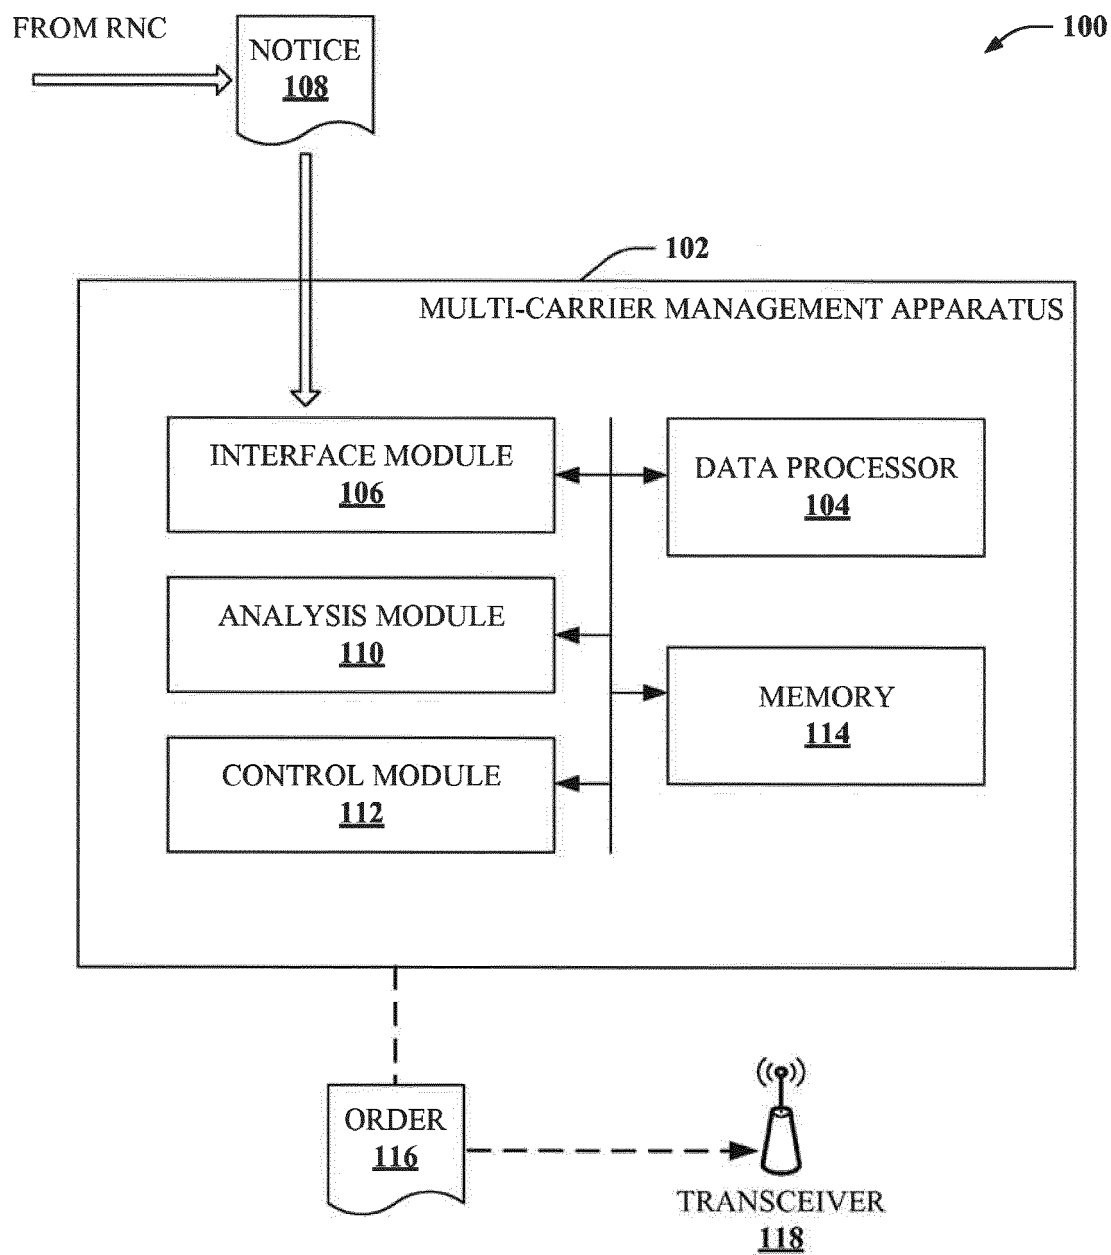 FROM RNC
NOTICE
108
100
102
MULTI-CARRIER MANAGEMENT APPARATUS
INTERFACE MODULE
106
DATA PROCESSOR
104
ANALYSIS MODULE
110
MEMORY
114
CONTROL MODULE
112
ORDER
116
TRANSCEIVER
118